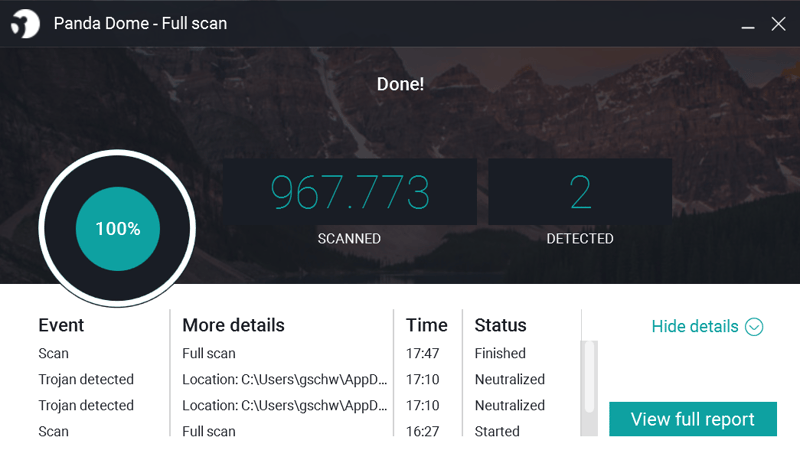 Panda Dome - Full scan
Done!
100%
967.773
2
SCANNED
DETECTED
Event More details Time Status
Hide details
Scan Full scan 17:47 Finished
Trojan detected Location: C:\Users\gschw\AppD... 17:10 Neutralized
Trojan detected Location: C:\Users\gschw\AppD... 17:10 Neutralized
Scan Full scan 16:27 Started
View full report